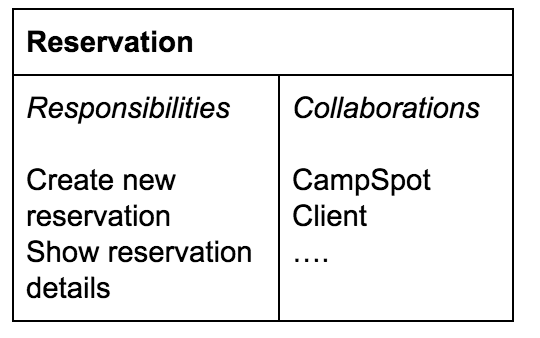 Reservation
Responsibilities
Create new
reservation
Show reservation
details
Collaborations
CampSpot
Client
....